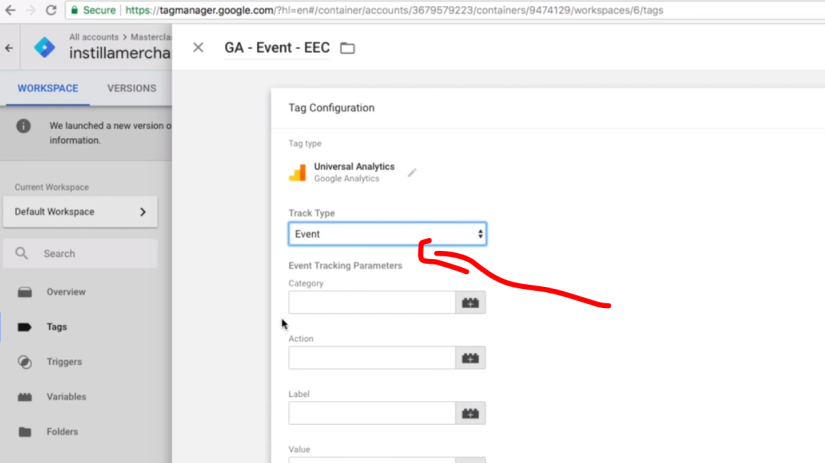 Secure https://tagmanager.google.com/?hl=en#/container/accounts/3679579223/containers/9474129/workspaces/6/tags
All accounts > Mastercla
instillamercha
GA - Event - EEC
WORKSPACE VERSIONS
We launched a new version o
information.
Current Workspace
Default Workspace
Search
Overview
Tags
Triggers
Variables
Folders
Tag Configuration
Tag type
Universal Analytics
Google Analytics
Track Type
Event
Event Tracking Parameters
Category
Action
Label
Value